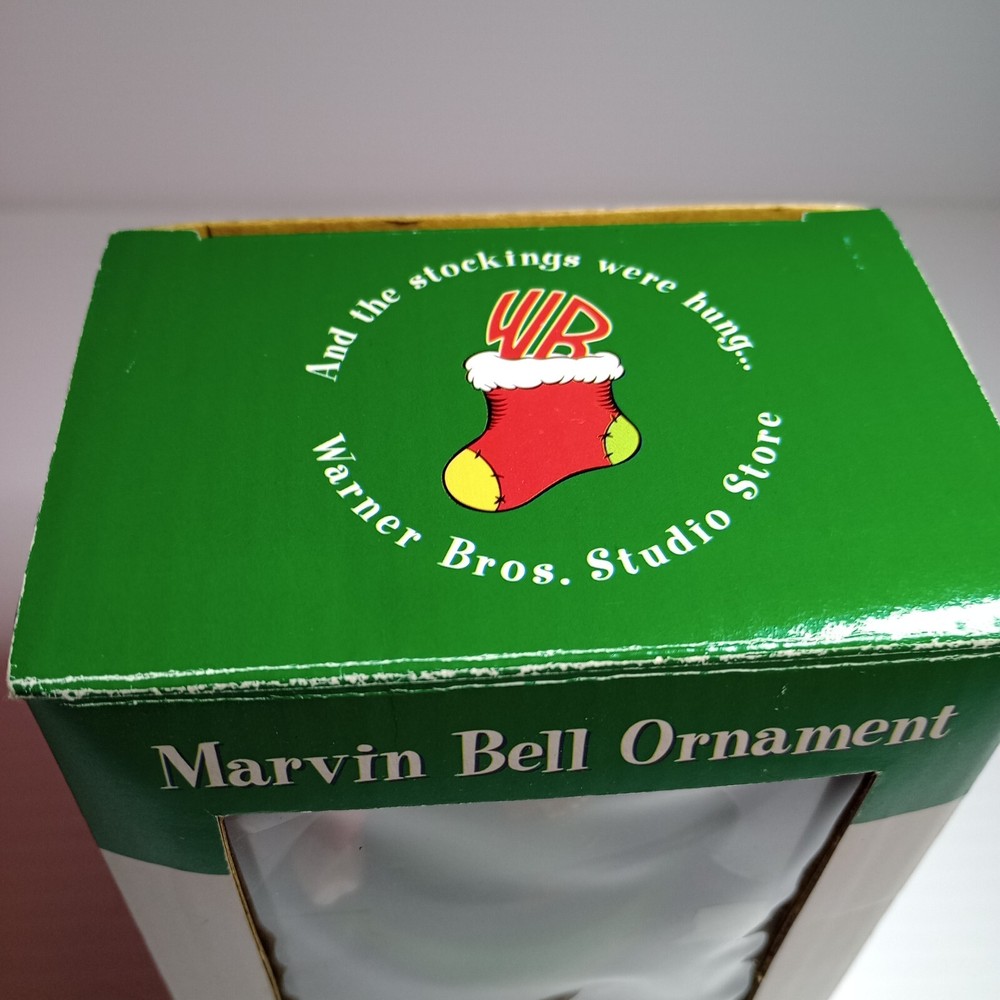 And the stockings were hung...
WB
Warner Bros. Studio Store
Marvin Bell Ornament